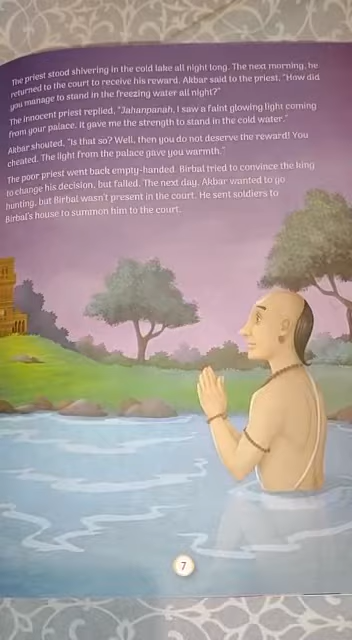 The priest stood shivering in the cold lake all night long. The next morning, he
returned to the court to receive his reward. Akbar said to the priest, "How did
you manage to stand in the freezing water all night?"
The innocent priest replied, "Jahanpanah, I saw a faint glowing light coming
from your palace. It gave me the strength to stand in the cold water."
Akbar shouted, "Is that so? Well, then you do not deserve the reward! You
cheated. The light from the palace gave you warmth."
The poor priest went back empty-handed. Birbal tried to convince the king
to change his decision, but failed. The next day, Akbar wanted to go
hunting, but Birbal wasn't present in the court. He sent soldiers to
Birbal's house to summon him to the court.
7